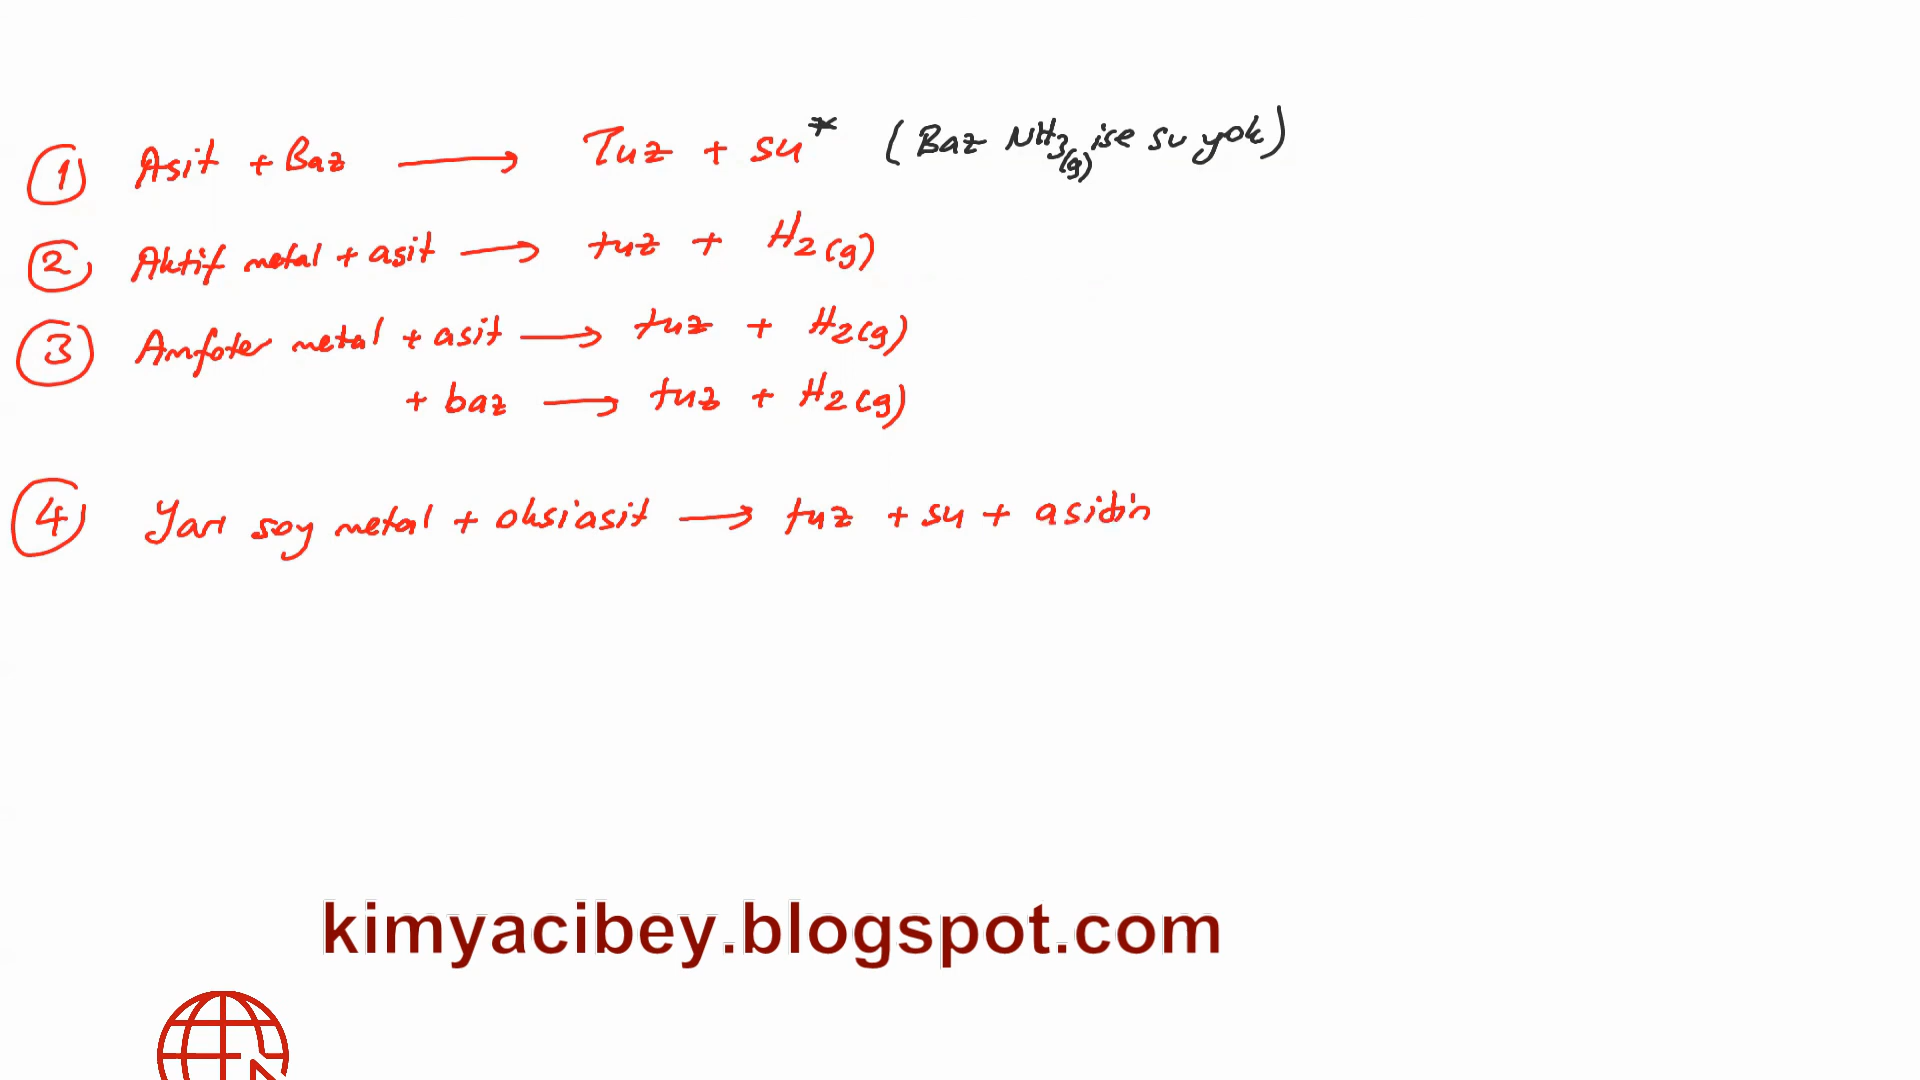 1 Asit + Baz → Tuz + su* (Baz NH3(g) ise su yok)
2 Aktif metal + asit → tuz + H2(g)
3 Amfoter metal + asit → tuz + H2(g)
+ baz → tuz + H2(g)
4 Yarı soy metal + oksiasit → tuz + su + asidin
kimyacibey.blogspot.com